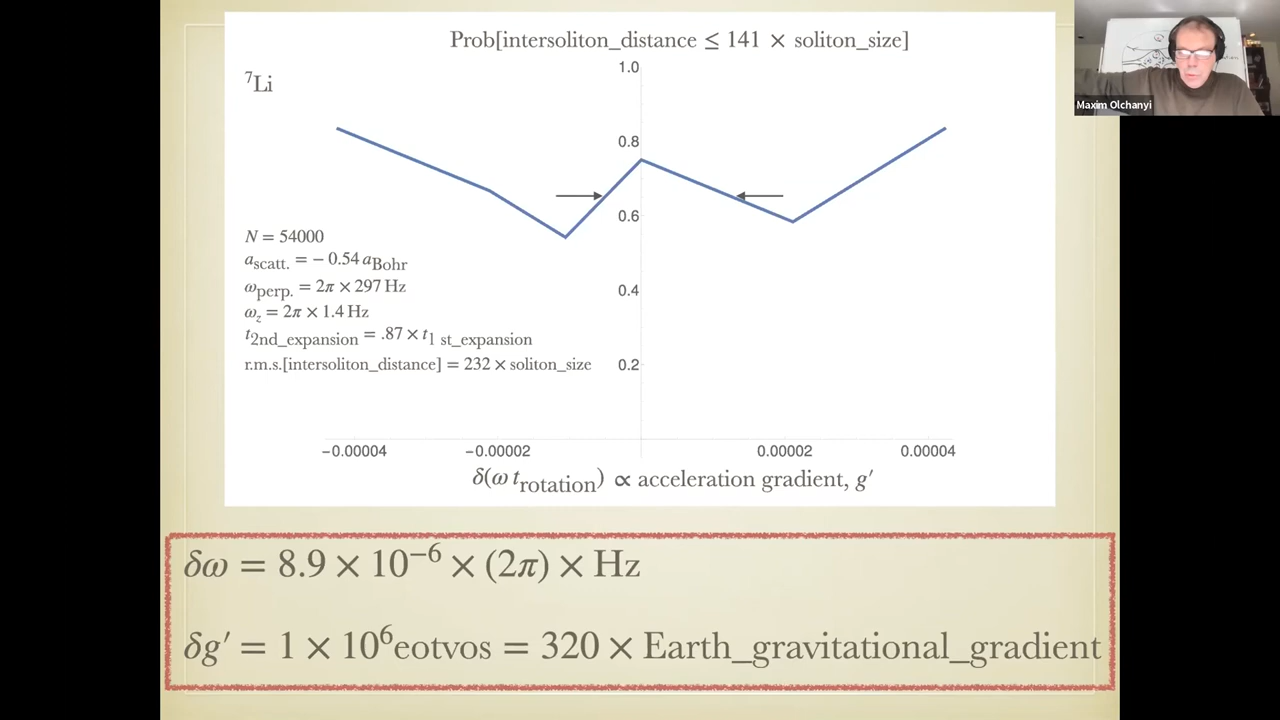 Prob[intersoliton_distance ≤ 141 × soliton_size]
⁷Li
1.0
0.8
0.6
0.4
0.2
N = 54000
a_scatt. = − 0.54 a_Bohr
ω_perp. = 2π × 297 Hz
ω_z = 2π × 1.4 Hz
t_2nd_expansion = .87 × t_1 st_expansion
r.m.s.[intersoliton_distance] = 232 × soliton_size
−0.00004 −0.00002 0.00002 0.00004
δ(ω t_rotation) ∝ acceleration gradient, g′
δω = 8.9 × 10⁻⁶ × (2π) × Hz
δg′ = 1 × 10⁶eotvos = 320 × Earth_gravitational_gradient
Maxim Olchanyi